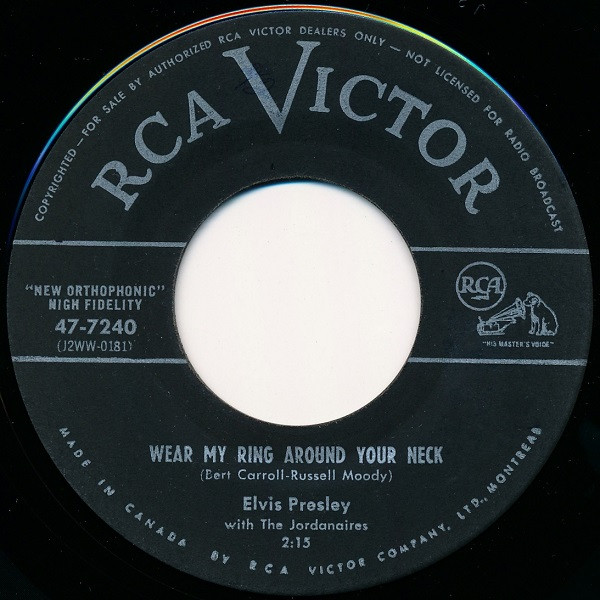 COPYRIGHTED — FOR SALE BY AUTHORIZED RCA VICTOR DEALERS ONLY — NOT LICENSED FOR RADIO BROADCAST
RCA VICTOR
"NEW ORTHOPHONIC"
HIGH FIDELITY
47-7240
(J2WW-0181)
RCA
"HIS MASTER'S VOICE"
WEAR MY RING AROUND YOUR NECK
(Bert Carroll-Russell Moody)
Elvis Presley
with The Jordanaires
2:15
MADE IN CANADA BY RCA VICTOR COMPANY, LTD., MONTREAL